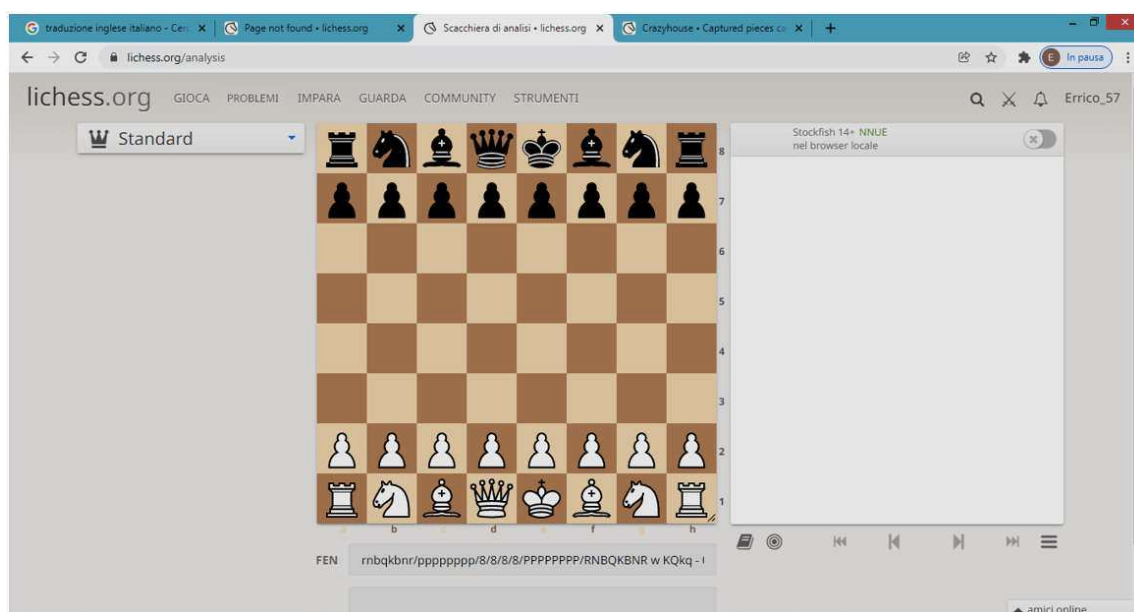 traduzione inglese italiano - Cer
Page not found • lichess.org
Scacchiera di analisi • lichess.org
Crazyhouse • Captured pieces c
lichess.org/analysis
E In pausa
lichess.org GIOCA PROBLEMI IMPARA GUARDA COMMUNITY STRUMENTI Errico_57
Standard
Stockfish 14+ NNUE
nel browser locale
8
7
6
5
4
3
2
1
a b c d e f g h
FEN rnbqkbnr/pppppppp/8/8/8/8/PPPPPPPP/RNBQKBNR w KQkq -
amici online